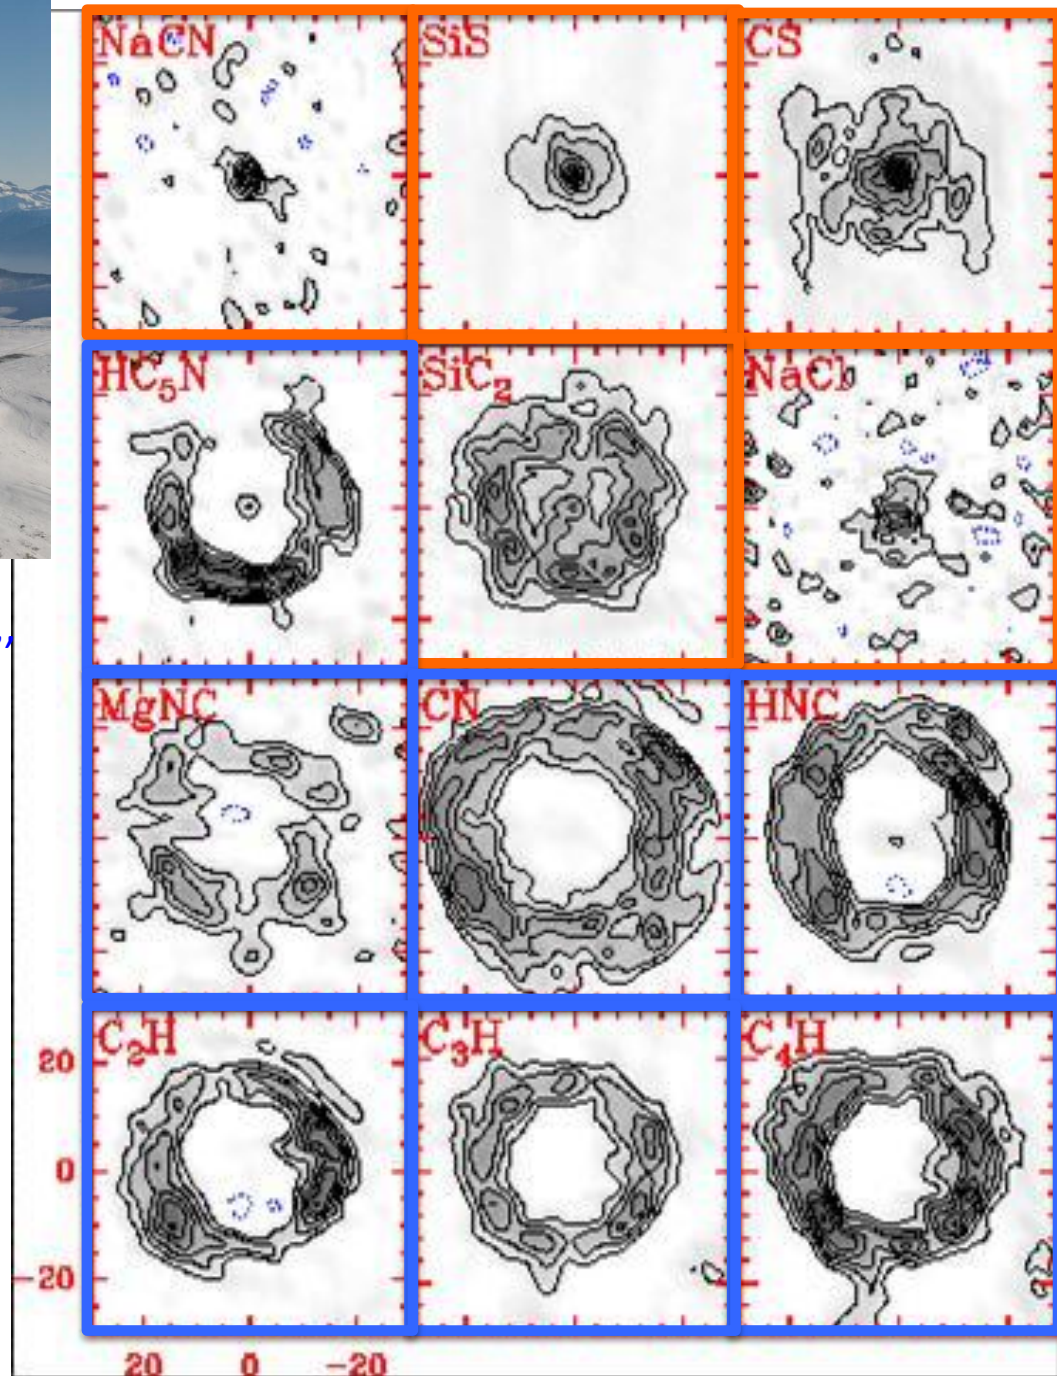 NaCN SiS CS
HC₅N SiC₂ NaCl
,,
MgNC CN HNC
C₂H C₃H C₄H
20
0
-20
20 0 -20